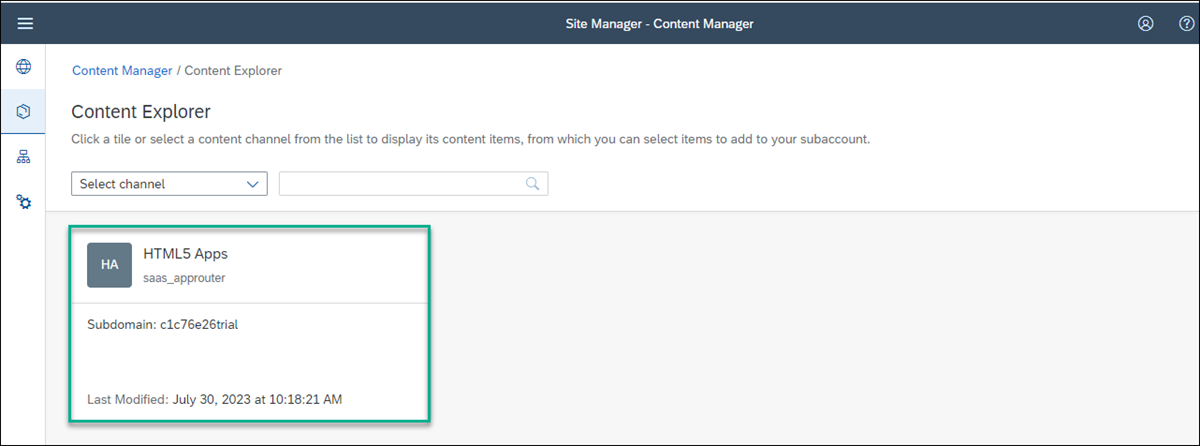 Site Manager - Content Manager
Content Manager / Content Explorer
Content Explorer
Click a tile or select a content channel from the list to display its content items, from which you can select items to add to your subaccount.
Select channel
HA
HTML5 Apps
saas_approuter
Subdomain: c1c76e26trial
Last Modified: July 30, 2023 at 10:18:21 AM